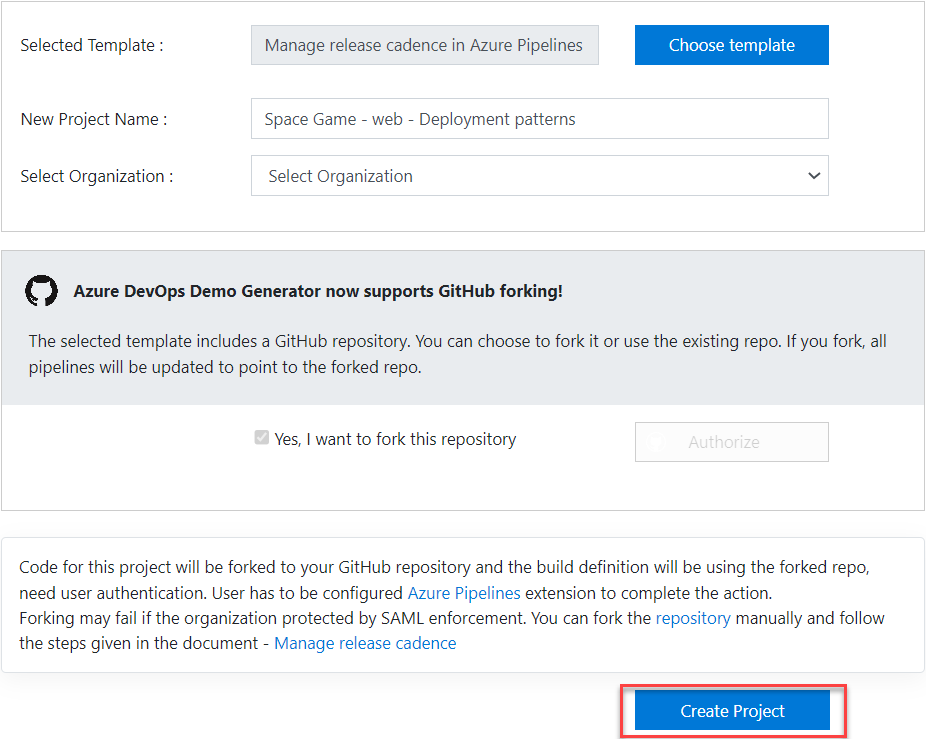 Selected Template :
Manage release cadence in Azure Pipelines
Choose template
New Project Name :
Space Game - web - Deployment patterns
Select Organization :
Select Organization
Azure DevOps Demo Generator now supports GitHub forking!
The selected template includes a GitHub repository. You can choose to fork it or use the existing repo. If you fork, all
pipelines will be updated to point to the forked repo.
Yes, I want to fork this repository
Authorize
Code for this project will be forked to your GitHub repository and the build definition will be using the forked repo,
need user authentication. User has to be configured Azure Pipelines extension to complete the action.
Forking may fail if the organization protected by SAML enforcement. You can fork the repository manually and follow
the steps given in the document - Manage release cadence
Create Project